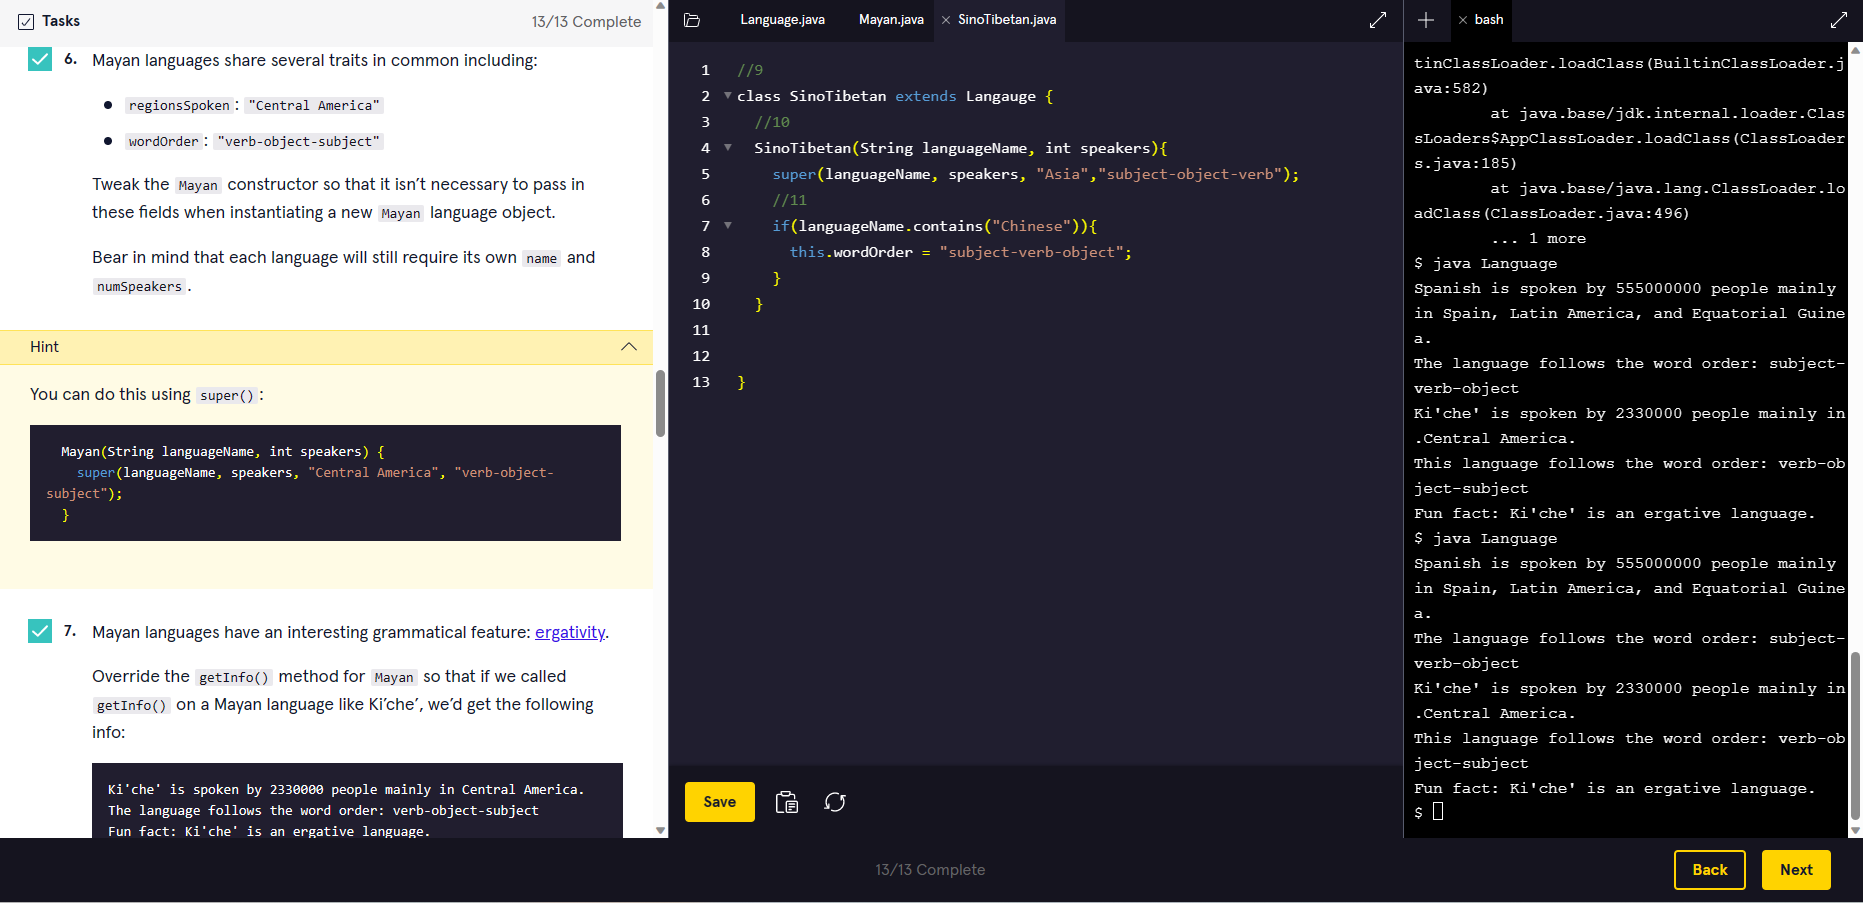 Tasks
13/13 Complete
6. Mayan languages share several traits in common including:
regionsSpoken: "Central America"
wordOrder: "verb-object-subject"
Tweak the Mayan constructor so that it isn't necessary to pass in
these fields when instantiating a new Mayan language object.
Bear in mind that each language will still require its own name and
numSpeakers.
Hint
You can do this using super():
Mayan(String languageName, int speakers) {
super(languageName, speakers, "Central America", "verb-object-
subject");
}
7. Mayan languages have an interesting grammatical feature: ergativity.
Override the getInfo() method for Mayan so that if we called
getInfo() on a Mayan language like Ki'che', we'd get the following
info:
Ki'che' is spoken by 2330000 people mainly in Central America.
The language follows the word order: verb-object-subject
Fun fact: Ki'che' is an ergative language.
Language.java
Mayan.java
SinoTibetan.java
1 //9
2 class SinoTibetan extends Langauge {
3 //10
4 SinoTibetan(String languageName, int speakers){
5 super(languageName, speakers, "Asia","subject-object-verb");
6 //11
7 if(languageName.contains("Chinese")){
8 this.wordOrder = "subject-verb-object";
9 }
10 }
11
12
13 }
Save
bash
tinClassLoader.loadClass(BuiltinClassLoader.j
ava:582)
at java.base/jdk.internal.loader.Clas
sLoaders$AppClassLoader.loadClass(ClassLoader
s.java:185)
at java.base/java.lang.ClassLoader.lo
adClass(ClassLoader.java:496)
... 1 more
$ java Language
Spanish is spoken by 555000000 people mainly
in Spain, Latin America, and Equatorial Guine
a.
The language follows the word order: subject-
verb-object
Ki'che' is spoken by 2330000 people mainly in
.Central America.
This language follows the word order: verb-ob
ject-subject
Fun fact: Ki'che' is an ergative language.
$ java Language
Spanish is spoken by 555000000 people mainly
in Spain, Latin America, and Equatorial Guine
a.
The language follows the word order: subject-
verb-object
Ki'che' is spoken by 2330000 people mainly in
.Central America.
This language follows the word order: verb-ob
ject-subject
Fun fact: Ki'che' is an ergative language.
$
13/13 Complete
Back
Next